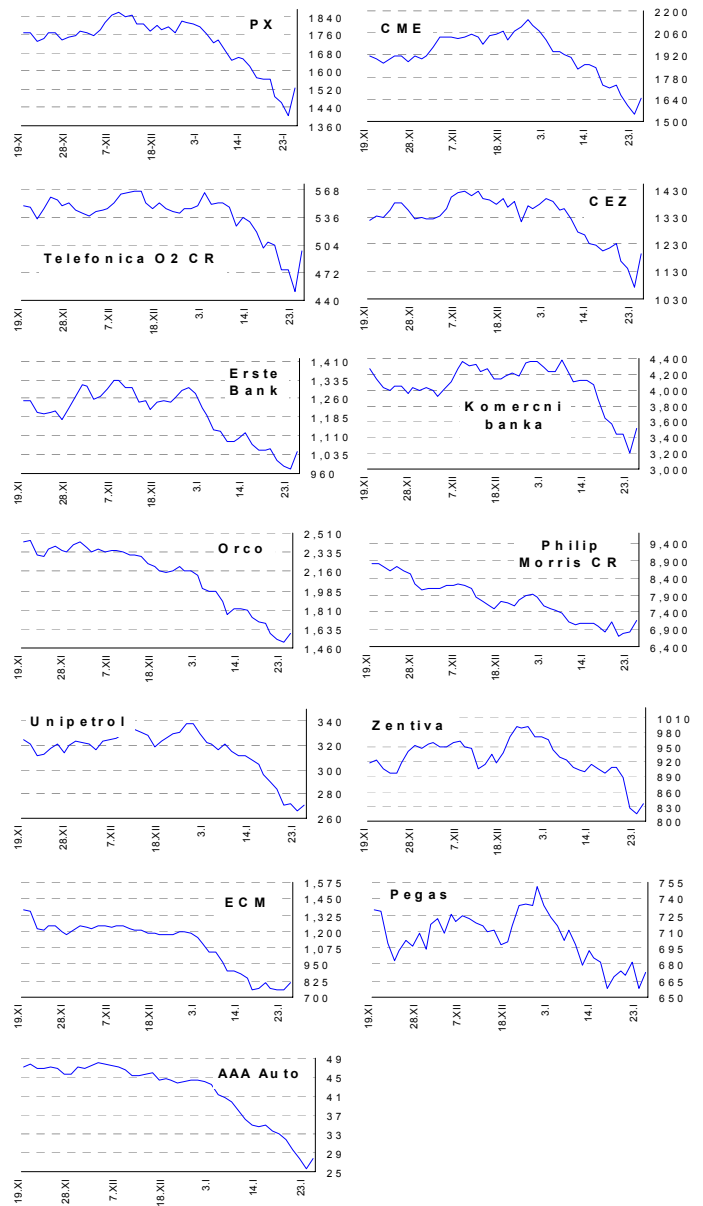 PX
1840
1760
1680
1600
1520
1440
1360
19-XI
28-XI
7-XII
18-XII
3-I
14-I
23-I
CME
2200
2060
1920
1780
1640
1500
19.XI
28.XI
7.XII
18.XII
3.I
14.I
23.I
Telefonica O2 CR
568
536
504
472
440
19.XI
28.XI
7.XII
18.XII
3.I
14.I
23.I
CEZ
1430
1330
1230
1130
1030
19.XI
28.XI
7.XII
18.XII
3.I
14.I
23.I
Erste
Bank
1,410
1,335
1,260
1,185
1,110
1,035
960
19.XI
28.XI
7.XII
18.XII
3.I
14.I
23.I
Komercni
banka
4,400
4,200
4,000
3,800
3,600
3,400
3,200
3,000
19.XI
28.XI
7.XII
18.XII
3.I
14.I
23.I
Orco
2,510
2,335
2,160
1,985
1,810
1,635
1,460
19.XI
28.XI
7.XII
18.XII
3.I
14.I
23.I
Philip
Morris CR
9,400
8,900
8,400
7,900
7,400
6,900
6,400
19.XI
28.XI
7.XII
18.XII
3.I
14.I
23.I
Unipetrol
340
320
300
280
260
19.XI
28.XI
7.XII
18.XII
3.I
14.I
23.I
Zentiva
1010
980
950
920
890
860
830
800
19.XI
28.XI
7.XII
18.XII
3.I
14.I
23.I
ECM
1,575
1,450
1,325
1,200
1,075
950
825
700
19.XI
28.XI
7.XII
18.XII
3.I
14.I
23.I
Pegas
755
740
725
710
695
680
665
650
19.XI
28.XI
7.XII
18.XII
3.I
14.I
23.I
AAA Auto
49
45
41
37
33
29
25
19.XI
28.XI
7.XII
18.XII
3.I
14.I
23.I